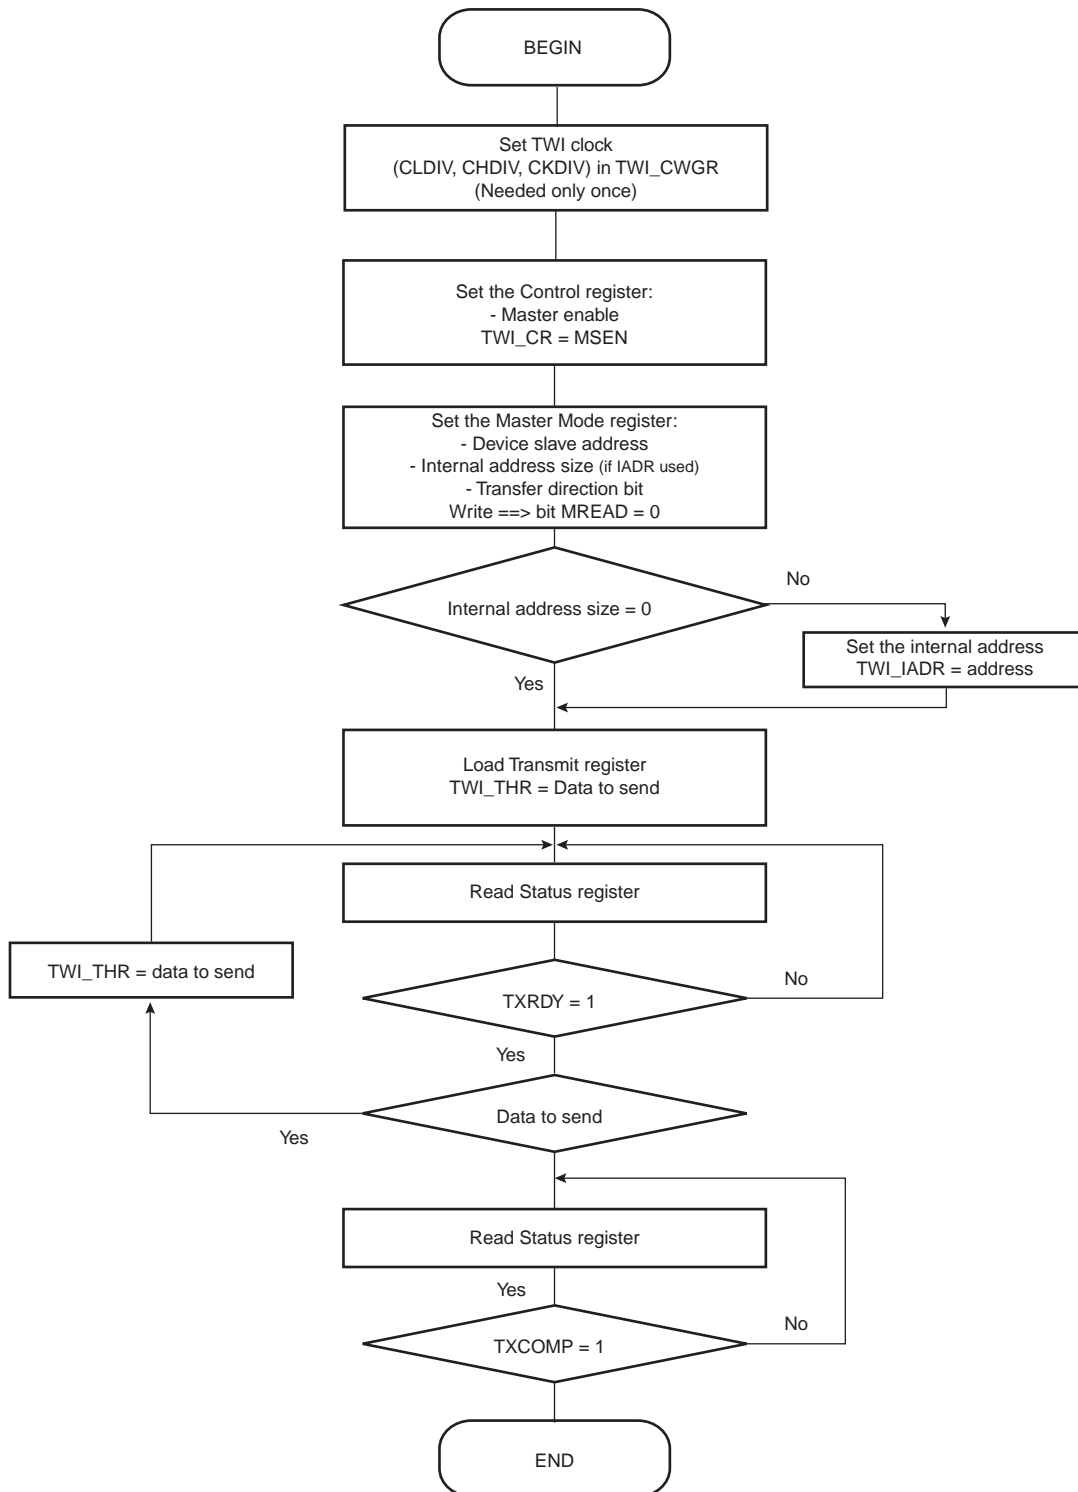 BEGIN
Set TWI clock
(CLDIV, CHDIV, CKDIV) in TWI_CWGR
(Needed only once)
Set the Control register:
- Master enable
TWI_CR = MSEN
Set the Master Mode register:
- Device slave address
- Internal address size (if IADR used)
- Transfer direction bit
Write ==> bit MREAD = 0
No
Internal address size = 0
Set the internal address
TWI_IADR = address
Yes
Load Transmit register
TWI_THR = Data to send
Read Status register
TWI_THR = data to send
No
TXRDY = 1
Yes
Data to send
Yes
Read Status register
Yes
No
TXCOMP = 1
END